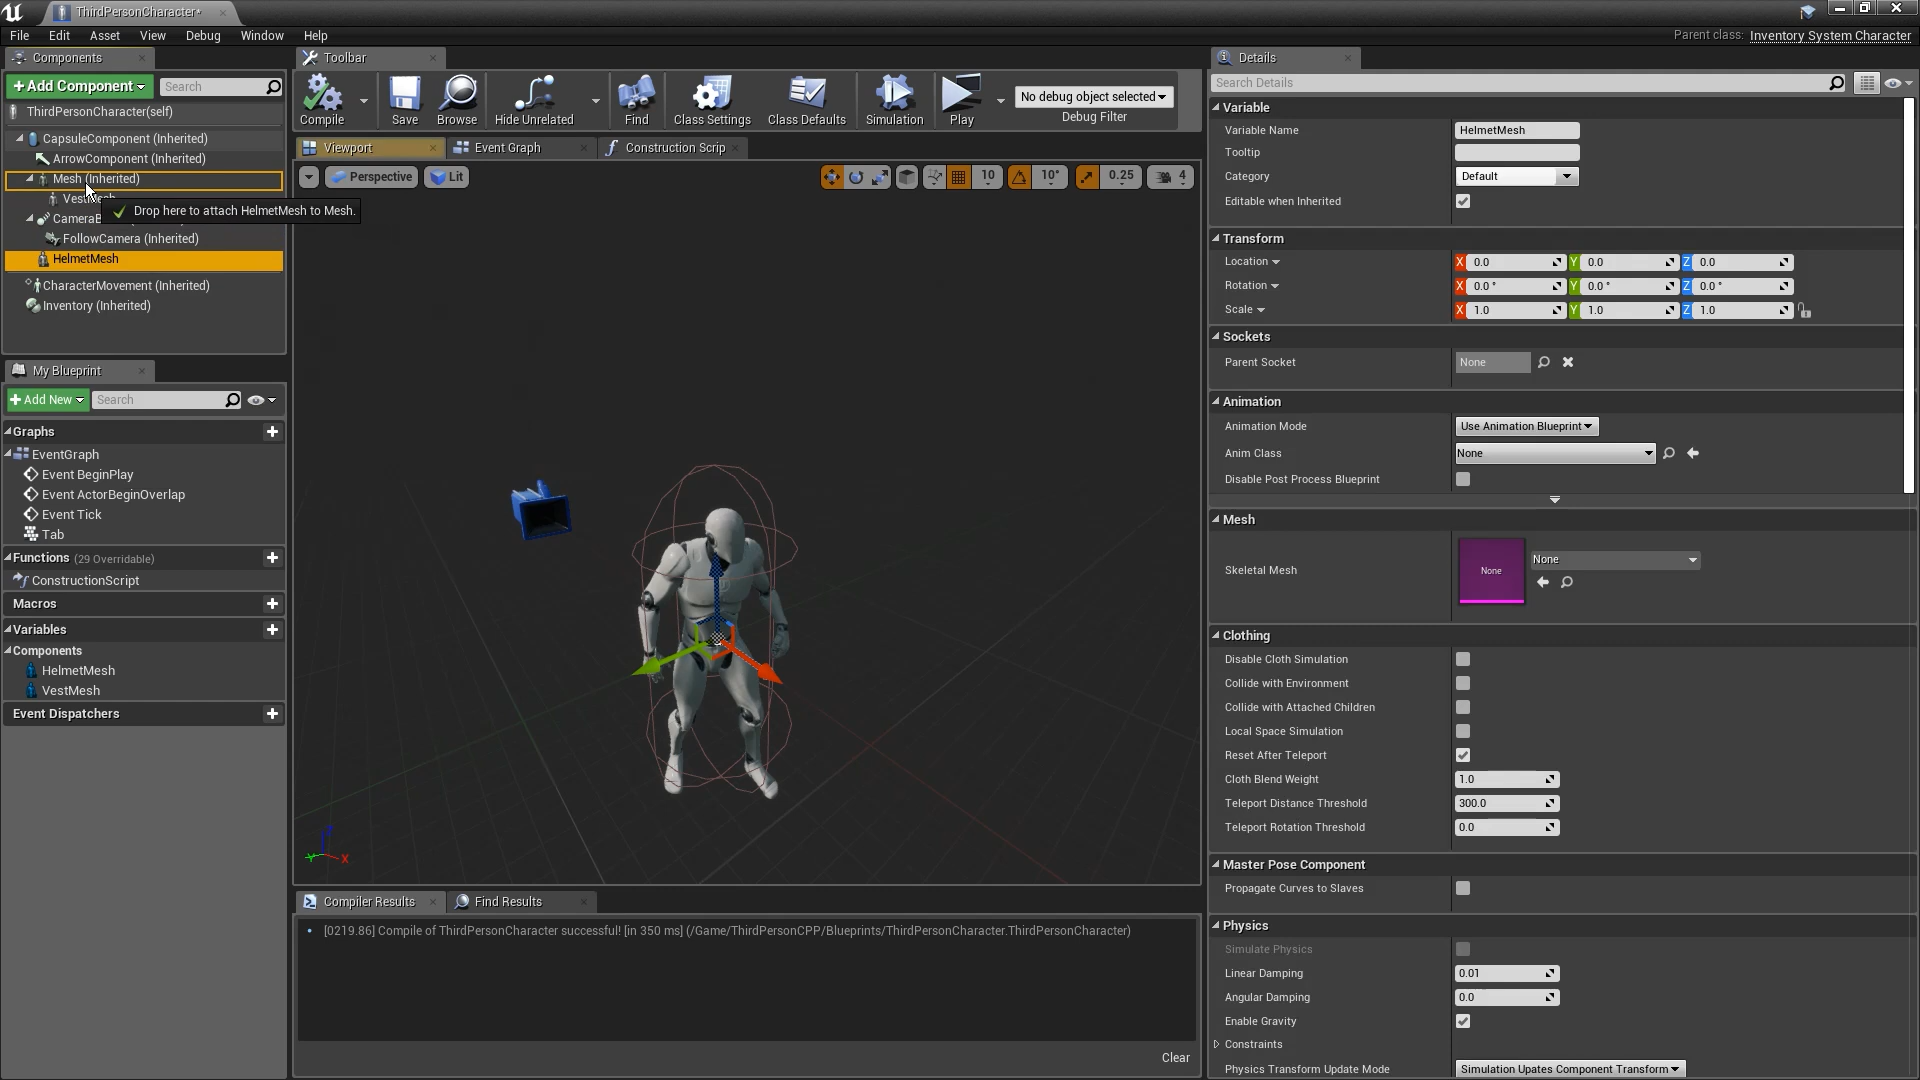 ThirdPersonCharacter*
File Edit Asset View Debug Window Help
Parent class: Inventory System Character
Components
+Add Component
Search
ThirdPersonCharacter(self)
CapsuleComponent (Inherited)
ArrowComponent (Inherited)
Mesh (Inherited)
Drop here to attach HelmetMesh to Mesh.
FollowCamera (Inherited)
HelmetMesh
CharacterMovement (Inherited)
Inventory (Inherited)
My Blueprint
+Add New
Search
Graphs
EventGraph
Event BeginPlay
Event ActorBeginOverlap
Event Tick
Tab
Functions (29 Overridable)
ConstructionScript
Macros
Variables
Components
HelmetMesh
VestMesh
Event Dispatchers
Toolbar
Compile
Save
Browse
Hide Unrelated
Find
Class Settings
Class Defaults
Simulation
Play
No debug object selected
Debug Filter
Viewport
Event Graph
Construction Scrip
Perspective
Lit
10
10°
0.25
4
Y
X
Compiler Results
Find Results
[0219.86] Compile of ThirdPersonCharacter successful! [in 350 ms] (/Game/ThirdPersonCPP/Blueprints/ThirdPersonCharacter.ThirdPersonCharacter)
Clear
Details
Search Details
Variable
Variable Name HelmetMesh
Tooltip
Category Default
Editable when Inherited
Transform
Location X 0.0 Y 0.0 Z 0.0
Rotation X 0.0 ° Y 0.0 ° Z 0.0 °
Scale X 1.0 Y 1.0 Z 1.0
Sockets
Parent Socket None
Animation
Animation Mode Use Animation Blueprint
Anim Class None
Disable Post Process Blueprint
Mesh
Skeletal Mesh None None
Clothing
Disable Cloth Simulation
Collide with Environment
Collide with Attached Children
Local Space Simulation
Reset After Teleport
Cloth Blend Weight 1.0
Teleport Distance Threshold 300.0
Teleport Rotation Threshold 0.0
Master Pose Component
Propagate Curves to Slaves
Physics
Simulate Physics
Linear Damping 0.01
Angular Damping 0.0
Enable Gravity
Constraints
Physics Transform Update Mode Simulation Upates Component Transform